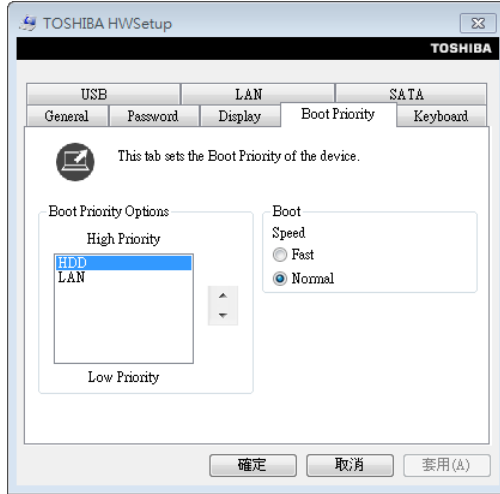 TOSHIBA HWSetup
TOSHIBA
USB LAN SATA
General Password Display Boot Priority Keyboard
This tab sets the Boot Priority of the device.
Boot Priority Options
High Priority
HDD
LAN
Low Priority
Boot
Speed
Fast
Normal
確定 取消 套用(A)